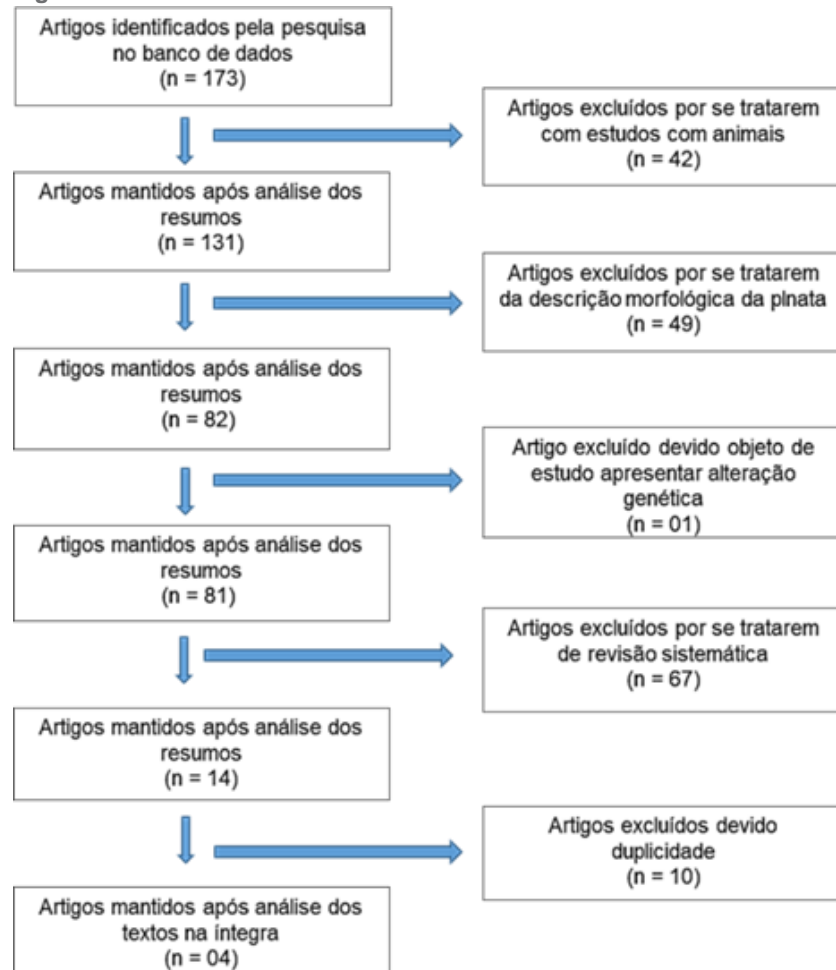 Artigos identificados pela pesquisa
no banco de dados
(n = 173)
Artigos excluídos por se tratarem
com estudos com animais
(n = 42)
Artigos mantidos após análise dos
resumos
(n = 131)
Artigos excluídos por se tratarem
da descrição morfológica da plnata
(n = 49)
Artigos mantidos após análise dos
resumos
(n = 82)
Artigo excluído devido objeto de
estudo apresentar alteração
genética
(n = 01)
Artigos mantidos após análise dos
resumos
(n = 81)
Artigos excluídos por se tratarem
de revisão sistemática
(n = 67)
Artigos mantidos após análise dos
resumos
(n = 14)
Artigos excluídos devido
duplicidade
(n = 10)
Artigos mantidos após análise dos
textos na íntegra
(n = 04)